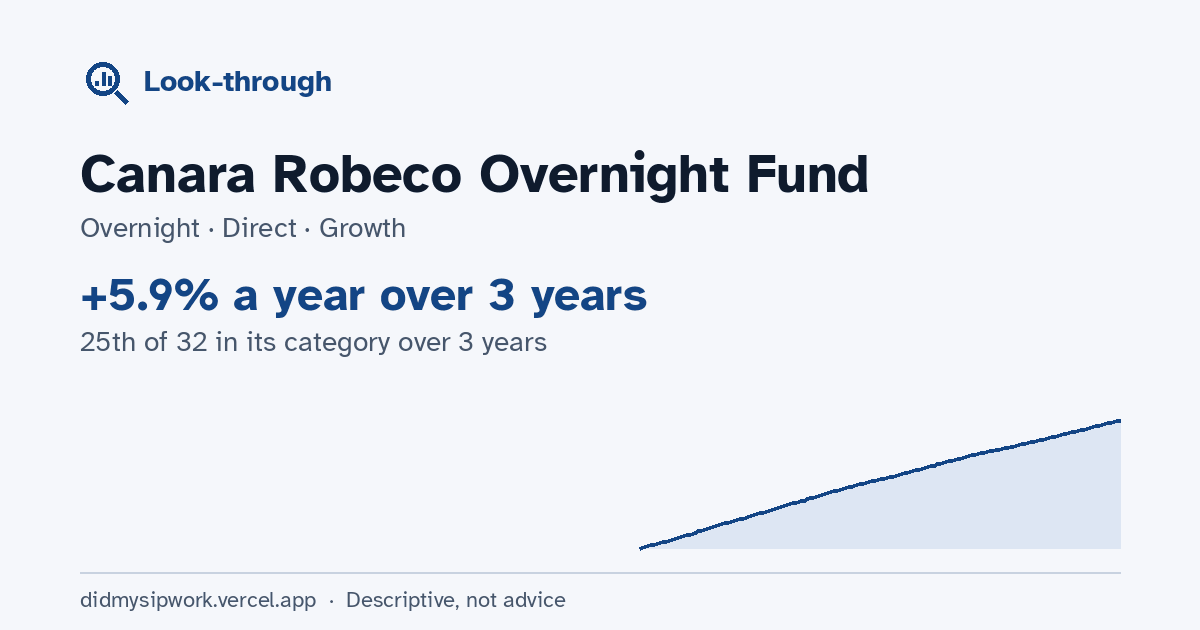 Look-through
Canara Robeco Overnight Fund
Overnight · Direct · Growth
+5.9% a year over 3 years
25th of 32 in its category over 3 years
didmysipwork.vercel.app · Descriptive, not advice